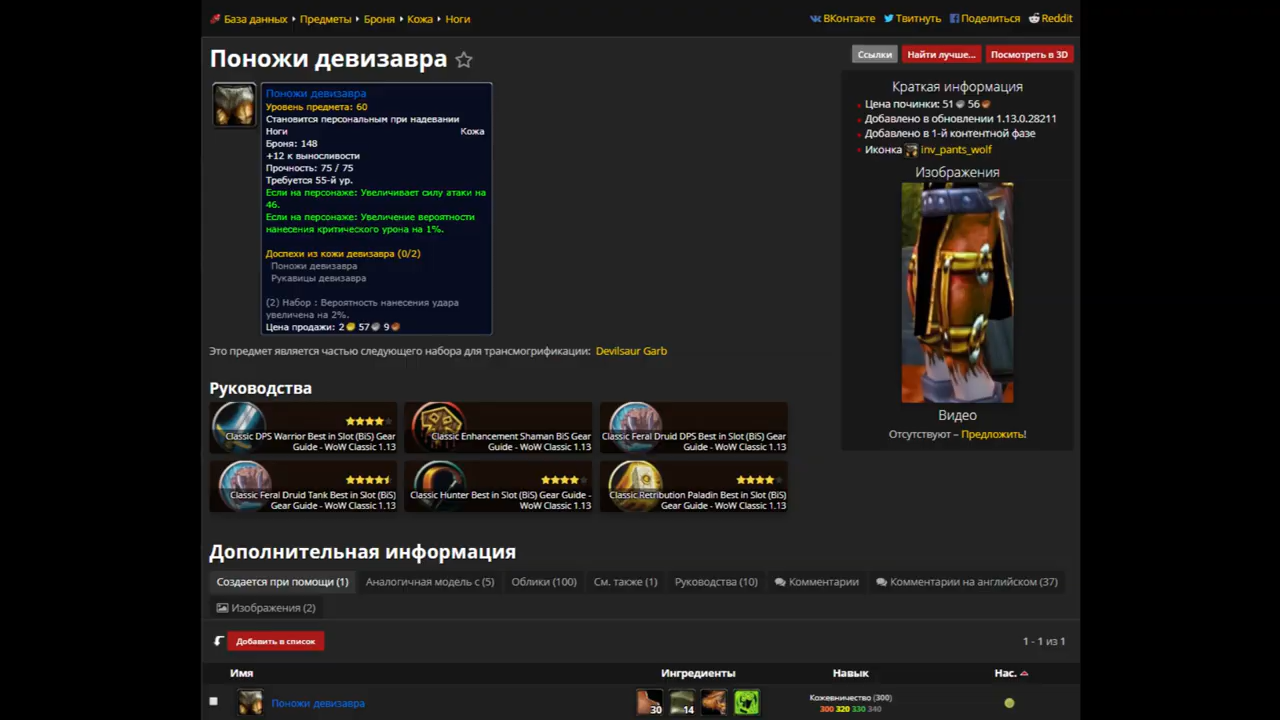 База данных Предметы Броня Кожа Ноги
ВКонтакте Твитнуть Поделиться Reddit
Поножи девизавра
Ссылки Найти лучше... Посмотреть в 3D
Поножи девизавра
Уровень предмета: 60
Становится персональным при надевании
Ноги Кожа
Броня: 148
+12 к выносливости
Прочность: 75 / 75
Требуется 55-й ур.
Если на персонаже: Увеличивает силу атаки на
46.
Если на персонаже: Увеличение вероятности
нанесения критического урона на 1%.
Доспехи из кожи девизавра (0/2)
Поножи девизавра
Рукавицы девизавра
(2) Набор : Вероятность нанесения удара
увеличена на 2%.
Цена продажи: 2 57 9
Краткая информация
Цена починки: 51 56
Добавлено в обновлении 1.13.0.28211
Добавлено в 1-й контентной фазе
Иконка inv_pants_wolf
Изображения
Видео
Отсутствуют – Предложить!
Это предмет является частью следующего набора для трансмогрификации: Devilsaur Garb
Руководства
Classic DPS Warrior Best in Slot (BiS) Gear
Guide - WoW Classic 1.13
Classic Enhancement Shaman BiS Gear
Guide - WoW Classic 1.13
Classic Feral Druid DPS Best in Slot (BiS)
Gear Guide - WoW Classic 1.13
Classic Feral Druid Tank Best in Slot (BiS)
Gear Guide - WoW Classic 1.13
Classic Hunter Best in Slot (BiS) Gear Guide -
WoW Classic 1.13
Classic Retribution Paladin Best in Slot (BiS)
Gear Guide - WoW Classic 1.13
Дополнительная информация
Создается при помощи (1) Аналогичная модель с (5) Облики (100) См. также (1) Руководства (10) Комментарии Комментарии на английском (37)
Изображения (2)
Добавить в список 1 - 1 из 1
Имя Ингредиенты Навык Нас.
Поножи девизавра 30 14 Кожевничество (300)
300 320 330 340